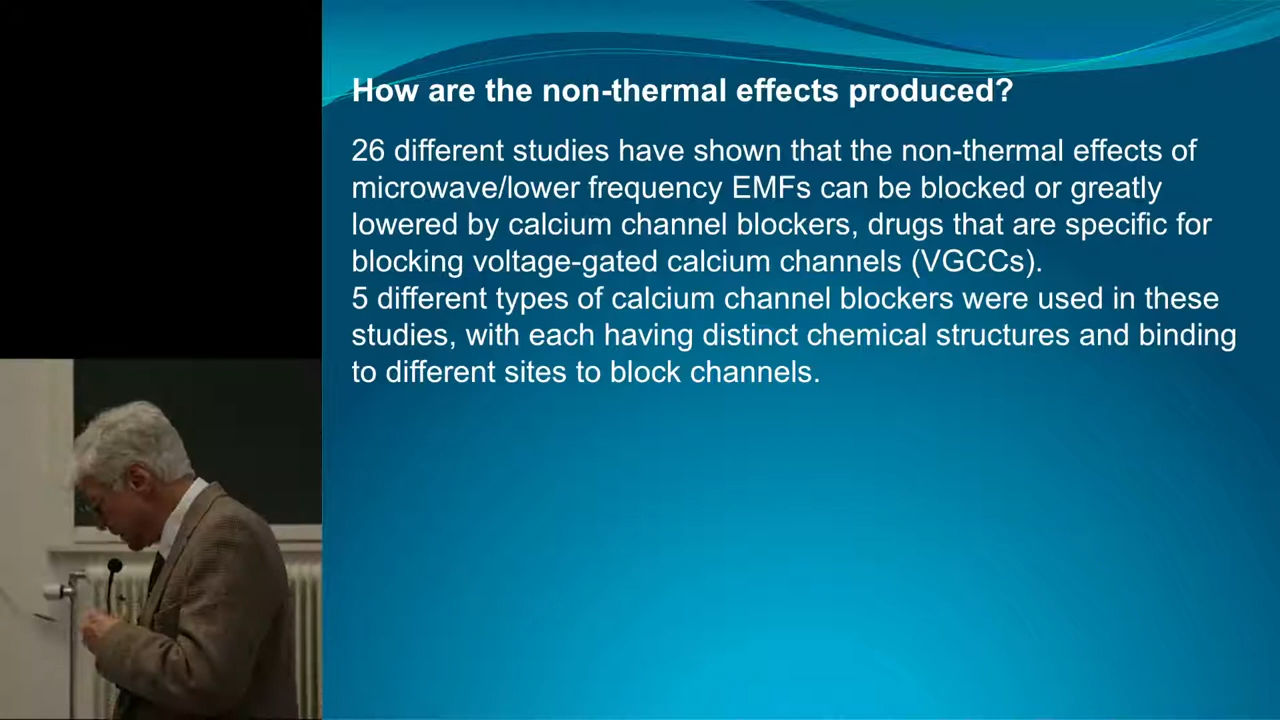 How are the non-thermal effects produced?
26 different studies have shown that the non-thermal effects of
microwave/lower frequency EMFs can be blocked or greatly
lowered by calcium channel blockers, drugs that are specific for
blocking voltage-gated calcium channels (VGCCs).
5 different types of calcium channel blockers were used in these
studies, with each having distinct chemical structures and binding
to different sites to block channels.